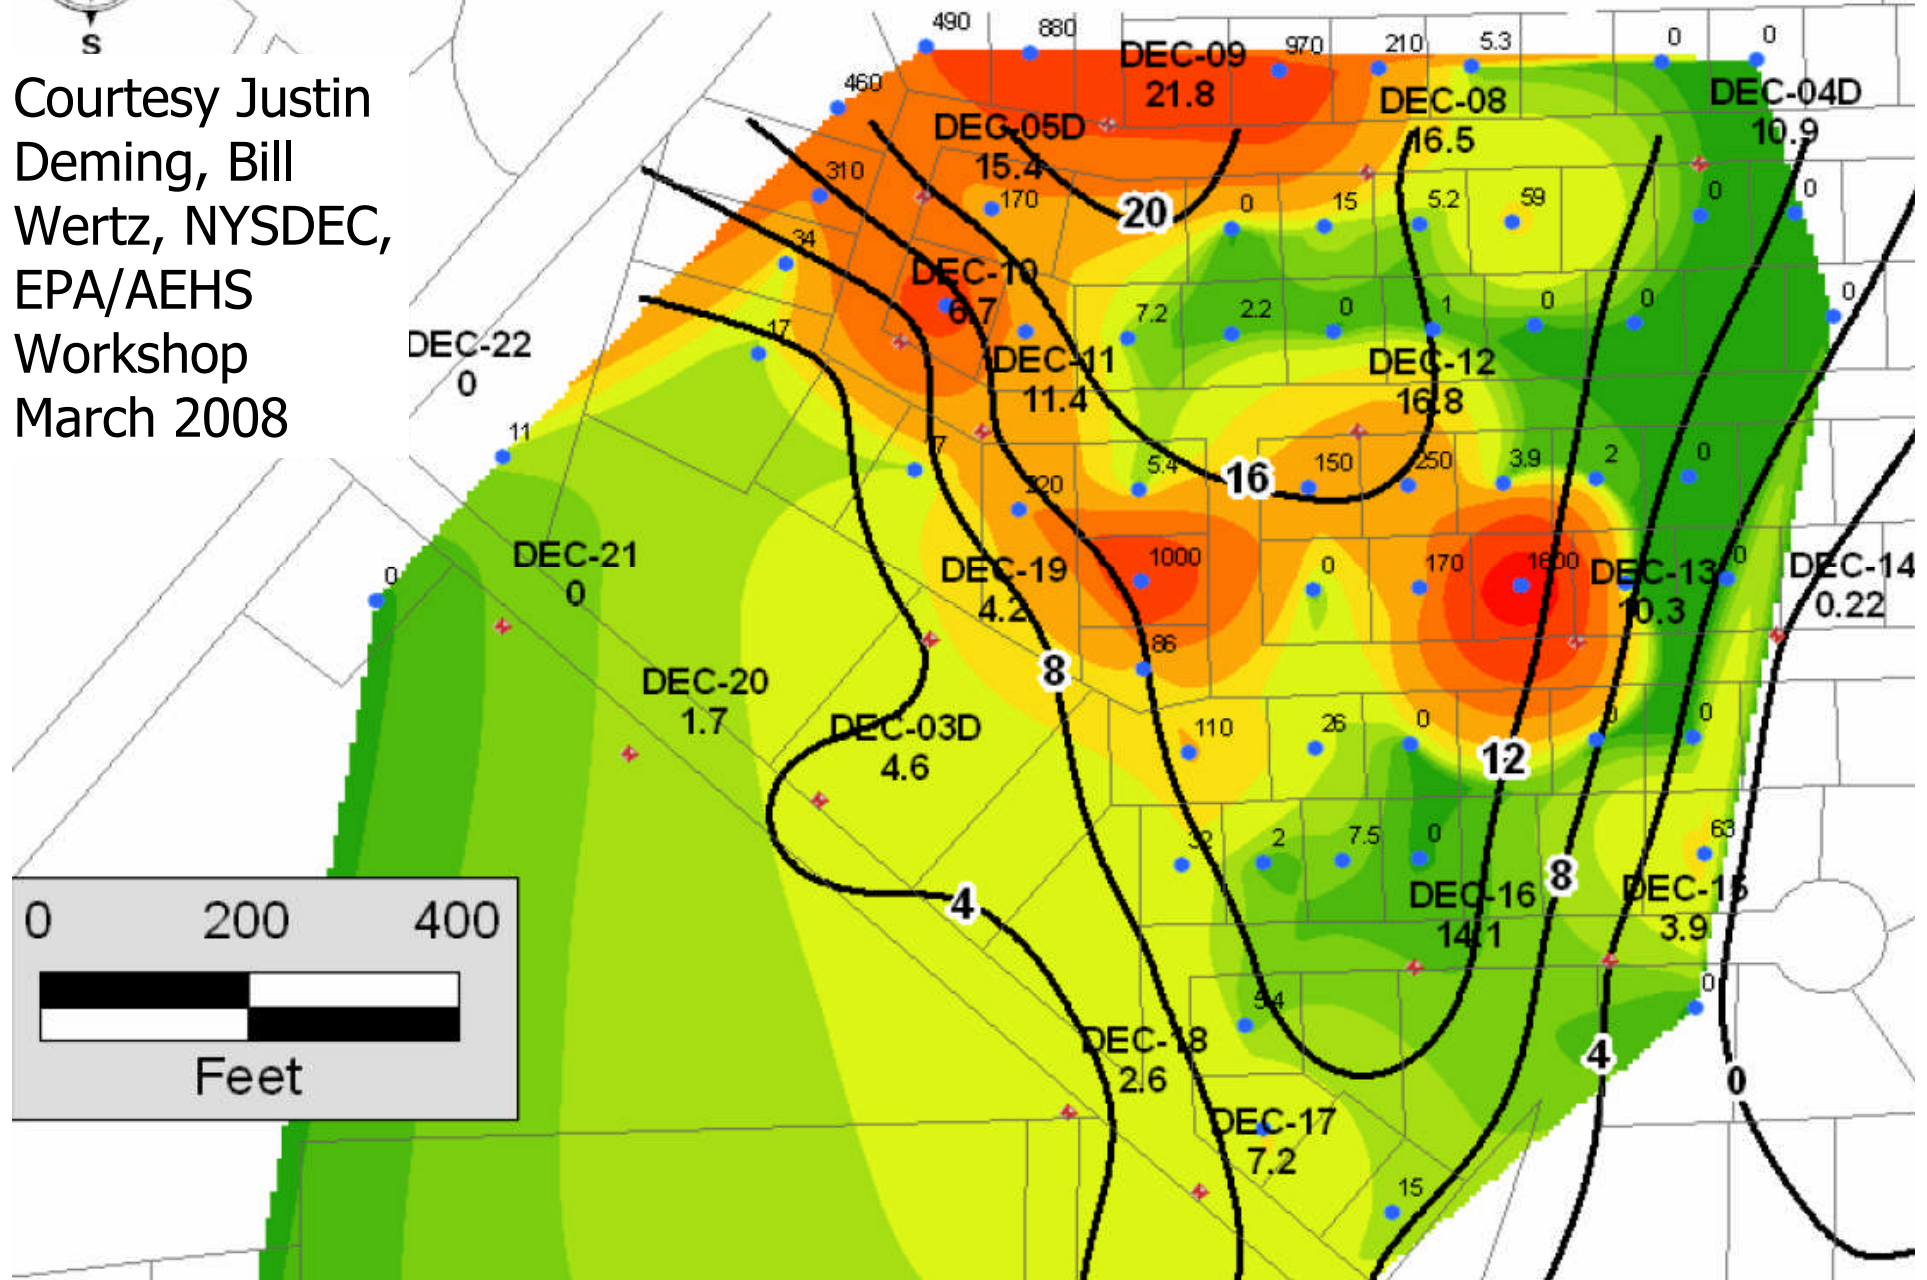 S
Courtesy Justin
Deming, Bill
Wertz, NYSDEC,
EPA/AEHS
Workshop
March 2008
490
880
DEC-09
21.8
970
210
5.3
0
0
460
DEC-05D
15.4
DEC-08
16.5
DEC-04D
10.9
310
170
20
0
15
5.2
59
0
0
34
DEC-10
6.7
7.2
2.2
0
1
0
0
0
17
DEC-22
0
DEC-11
11.4
DEC-12
16.8
11
7
5.4
16
150
250
3.9
2
0
220
DEC-21
0
0
DEC-19
4.2
1000
0
170
1600
DEC-13
10.3
0
DEC-14
0.22
86
8
DEC-20
1.7
DEC-03D
4.6
110
26
0
12
0
0
32
2
7.5
0
63
4
DEC-16
14.1
8
DEC-15
3.9
0 200 400
Feet
5.4
0
DEC-18
2.6
4
0
DEC-17
7.2
15